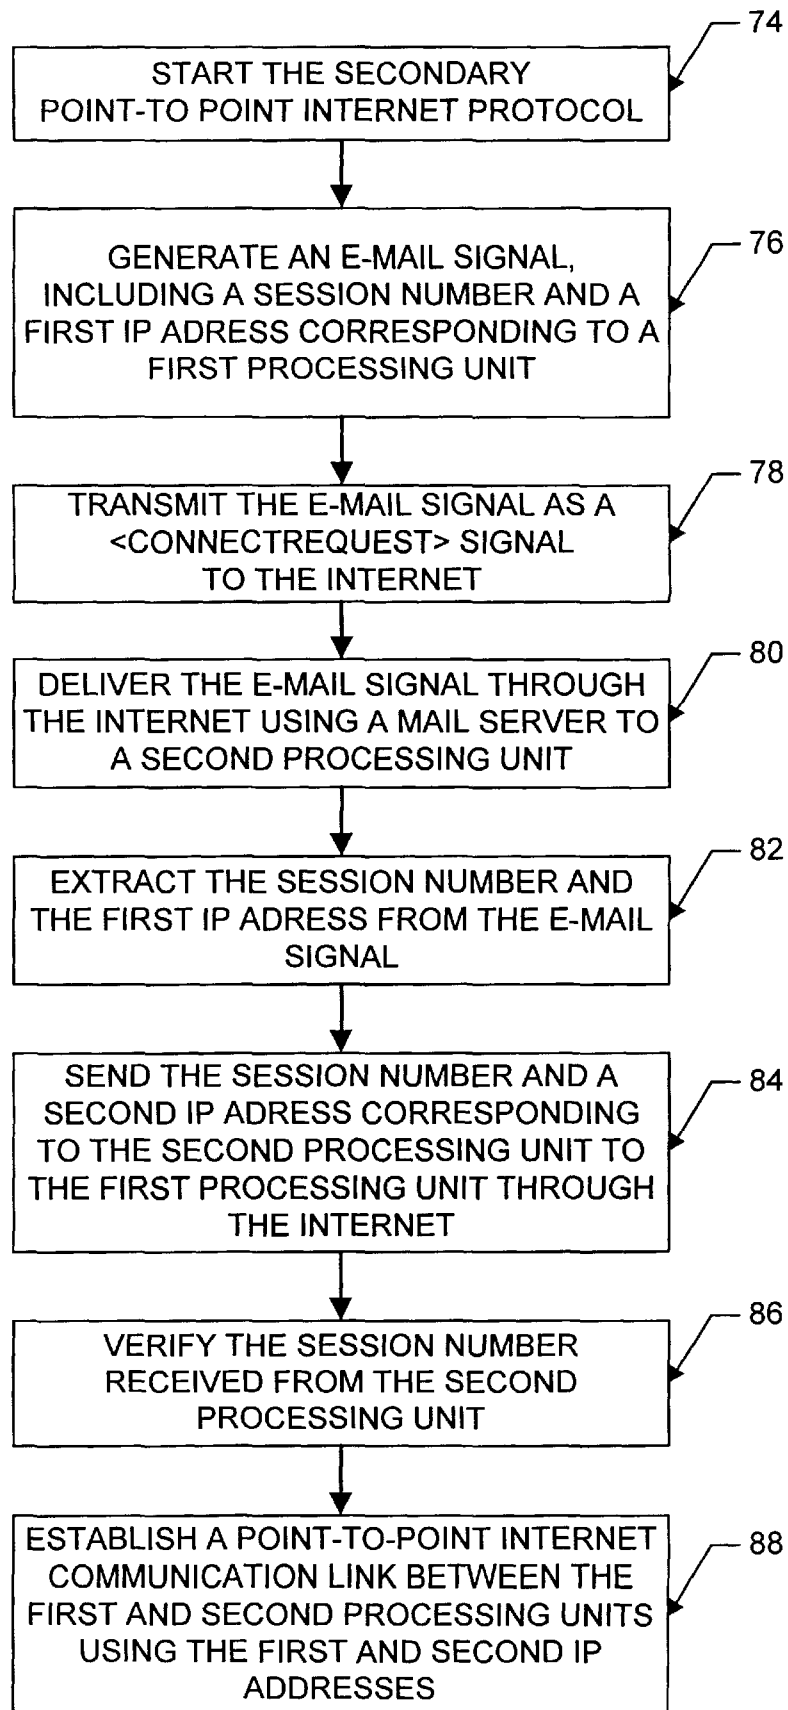 74
START THE SECONDARY
POINT-TO POINT INTERNET PROTOCOL
76
GENERATE AN E-MAIL SIGNAL,
INCLUDING A SESSION NUMBER AND A
FIRST IP ADRESS CORRESPONDING TO A
FIRST PROCESSING UNIT
78
TRANSMIT THE E-MAIL SIGNAL AS A
<CONNECTREQUEST> SIGNAL
TO THE INTERNET
80
DELIVER THE E-MAIL SIGNAL THROUGH
THE INTERNET USING A MAIL SERVER TO
A SECOND PROCESSING UNIT
82
EXTRACT THE SESSION NUMBER AND
THE FIRST IP ADRESS FROM THE E-MAIL
SIGNAL
84
SEND THE SESSION NUMBER AND A
SECOND IP ADRESS CORRESPONDING
TO THE SECOND PROCESSING UNIT TO
THE FIRST PROCESSING UNIT THROUGH
THE INTERNET
86
VERIFY THE SESSION NUMBER
RECEIVED FROM THE SECOND
PROCESSING UNIT
88
ESTABLISH A POINT-TO-POINT INTERNET
COMMUNICATION LINK BETWEEN THE
FIRST AND SECOND PROCESSING UNITS
USING THE FIRST AND SECOND IP
ADDRESSES